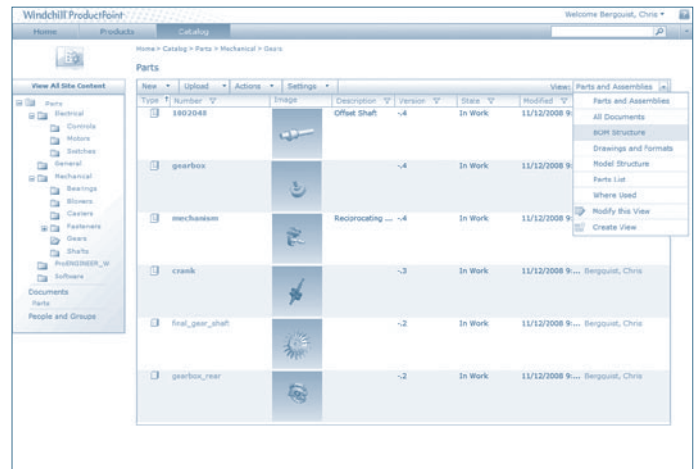 Windchill ProductPoint
Welcome Bergquist, Chris
Home Products Catalog
Home > Catalog > Parts > Mechanical > Gears
Parts
View All Site Content
New Upload Actions Settings View: Parts and Assemblies
Type Number Image Description Version State Modified
Parts
Electrical
Controls
Motors
Switches
General
Mechanical
Bearings
Blowers
Casters
Fasteners
Gears
Shafts
ProENGINEER_W
Software
Documents
Parts
People and Groups
1802048 Offset Shaft -.4 In Work 11/12/2008 9:
gearbox -.4 In Work 11/12/2008 9:
mechanism Reciprocating ... -.4 In Work 11/12/2008 9:
crank -.3 In Work 11/12/2008 9:... Bergquist, Chris
final_gear_shaft -.2 In Work 11/12/2008 9:... Bergquist, Chris
gearbox_rear -.2 In Work 11/12/2008 9:... Bergquist, Chris
Parts and Assemblies
All Documents
BOM Structure
Drawings and Formats
Model Structure
Parts List
Where Used
Modify this View
Create View